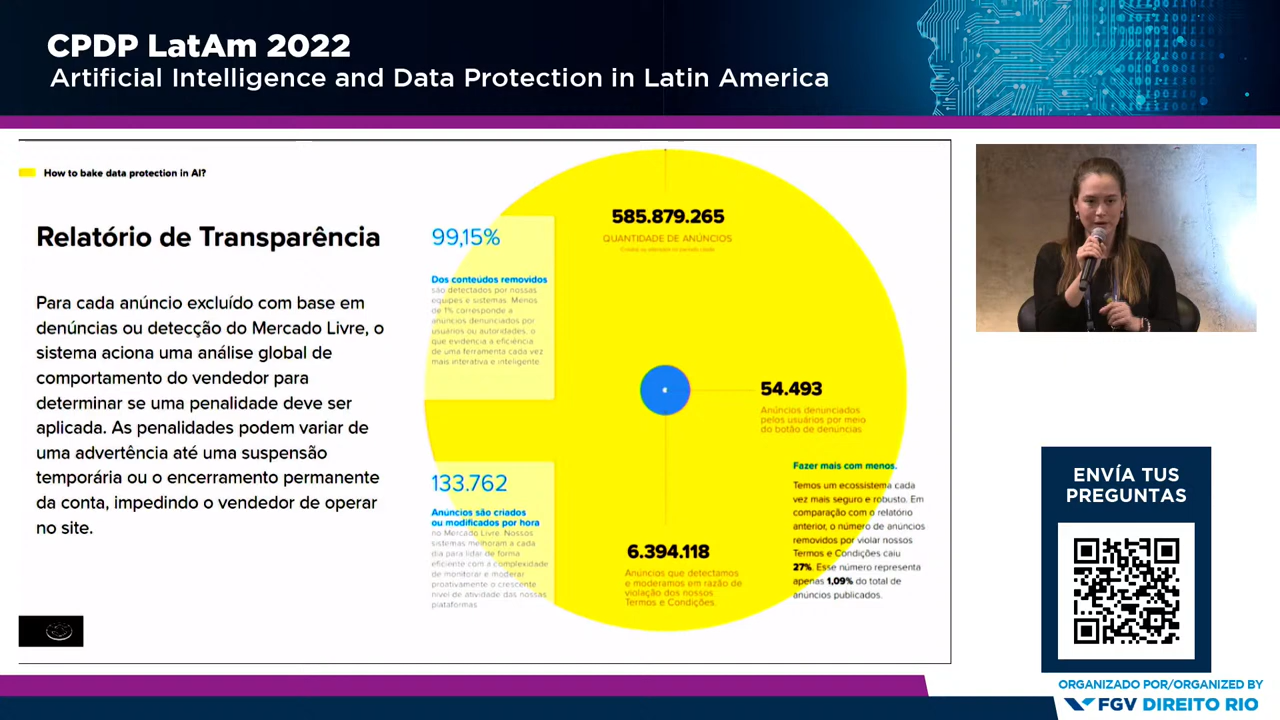 CPDP LatAm 2022
Artificial Intelligence and Data Protection in Latin America
How to bake data protection in AI?
Relatório de Transparência
Para cada anúncio excluído com base em
denúncias ou detecção do Mercado Livre, o
sistema aciona uma análise global de
comportamento do vendedor para
determinar se uma penalidade deve ser
aplicada. As penalidades podem variar de
uma advertência até uma suspensão
temporária ou o encerramento permanente
da conta, impedindo o vendedor de operar
no site.
99,15%
Dos conteúdos removidos
são detectados por nossas
equipes e sistemas. Menos
de 1% corresponde a
anúncios denunciados por
usuários ou autoridades, o
que evidencia a eficiência
de uma ferramenta cada vez
mais interativa e inteligente.
133.762
Anúncios são criados
ou modificados por hora
no Mercado Livre. Nossos
sistemas melhoram a cada
dia para lidar de forma
eficiente com a complexidade
de monitorar e moderar
proativamente o crescente
nível de atividade das nossas
plataformas
585.879.265
QUANTIDADE DE ANÚNCIOS
54.493
Anúncios denunciados
pelos usuários por meio
do botão de denúncias
6.394.118
Anúncios que detectamos
e moderamos em razão de
violação dos nossos
Termos e Condições.
Fazer mais com menos.
Temos um ecossistema cada
vez mais seguro e robusto. Em
comparação com o relatório
anterior, o número de anúncios
removidos por violar nossos
Termos e Condições caiu
27%. Esse número representa
apenas 1,09% do total de
anúncios publicados.
ENVÍA TUS
PREGUNTAS
ORGANIZADO POR/ORGANIZED BY
FGV DIREITO RIO